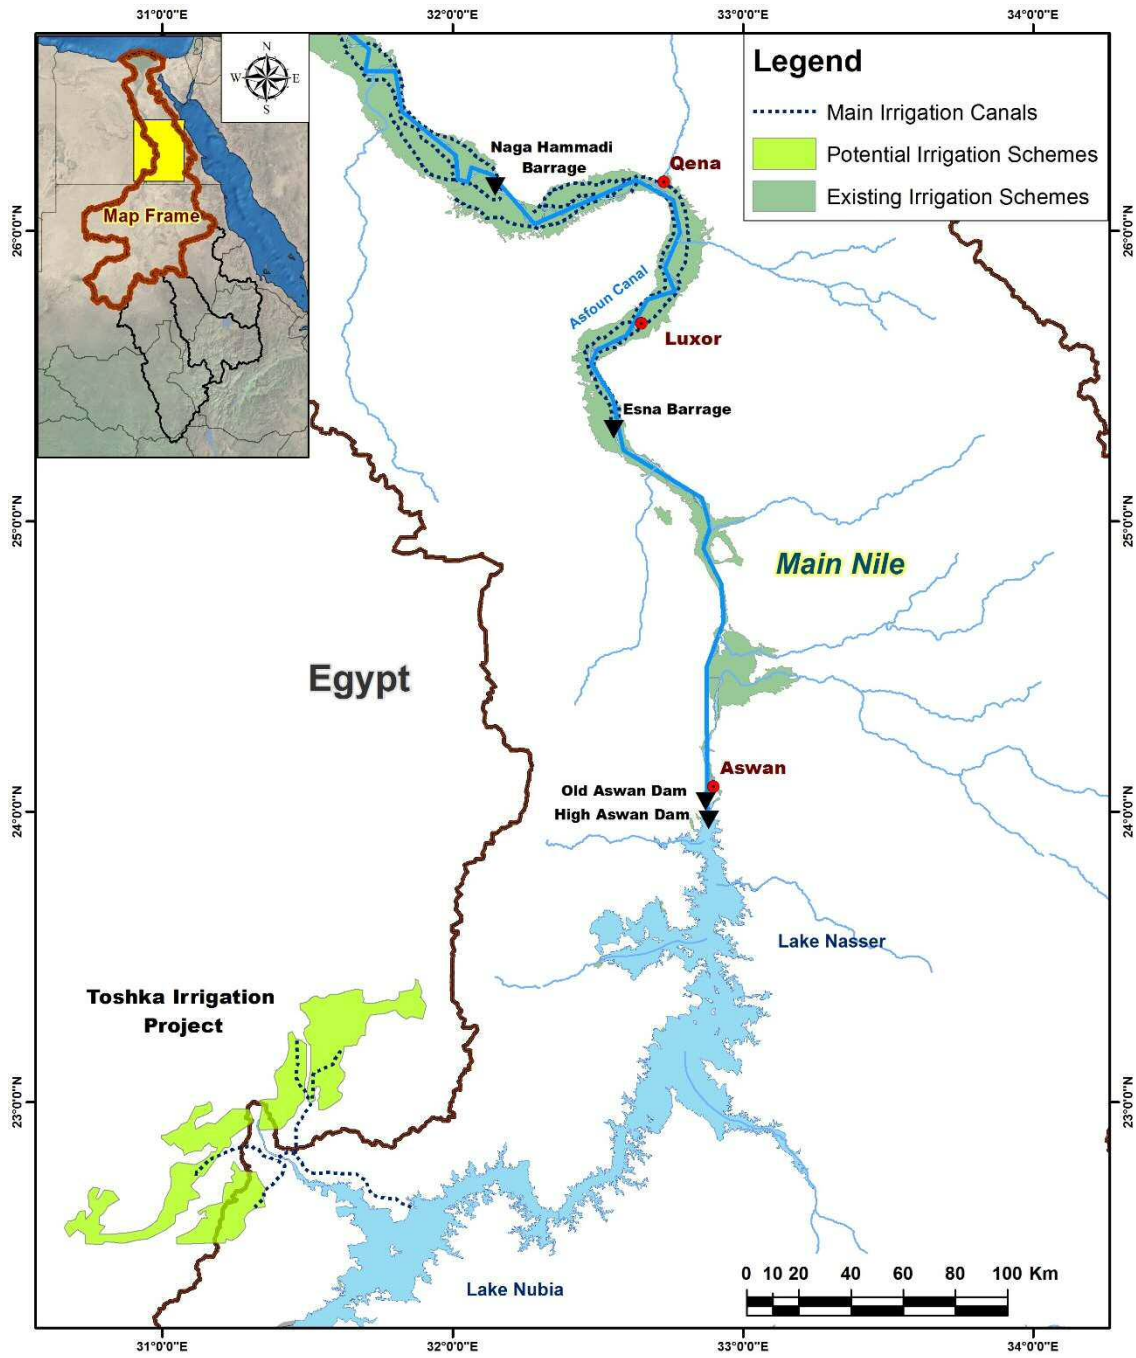 31°0'0"E
32°0'0"E
33°0'0"E
34°0'0"E
N
W
E
S
Map Frame
Legend
Main Irrigation Canals
Potential Irrigation Schemes
Existing Irrigation Schemes
Naga Hammadi
Barrage
Qena
26°0'0"N
26°0'0"N
Asfoun Canal
Luxor
Esna Barrage
25°0'0"N
25°0'0"N
Main Nile
Egypt
Aswan
Old Aswan Dam
High Aswan Dam
24°0'0"N
24°0'0"N
Lake Nasser
Toshka Irrigation
Project
23°0'0"N
23°0'0"N
Lake Nubia
0 10 20 40 60 80 100 Km
31°0'0"E
32°0'0"E
33°0'0"E
34°0'0"E